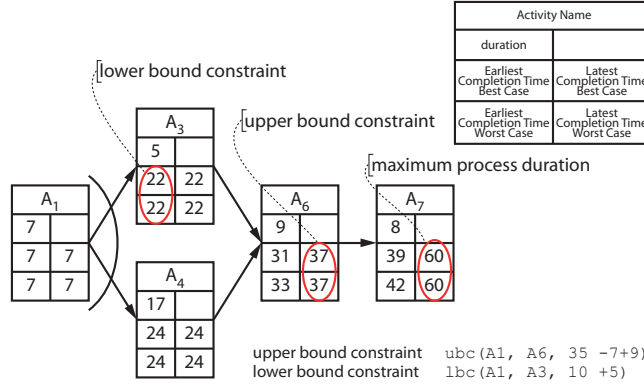 Activity Name
duration
Earliest Completion Time Best Case
Latest Completion Time Best Case
Earliest Completion Time Worst Case
Latest Completion Time Worst Case
lower bound constraint
upper bound constraint
maximum process duration
A3
5
22 22
22 22
A1
7
7 7
7 7
A6
9
31 37
33 37
A7
8
39 60
42 60
A4
17
24 24
24 24
upper bound constraint ubc(A1, A6, 35 -7+9)
lower bound constraint lbc(A1, A3, 10 +5)